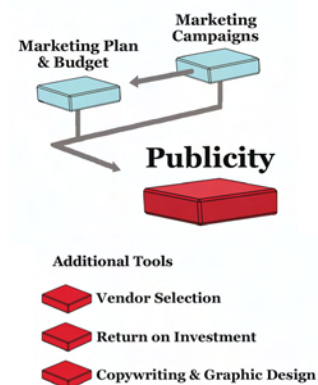 Marketing
Campaigns
Marketing Plan
& Budget
Publicity
Additional Tools
Vendor Selection
Return on Investment
Copywriting & Graphic Design